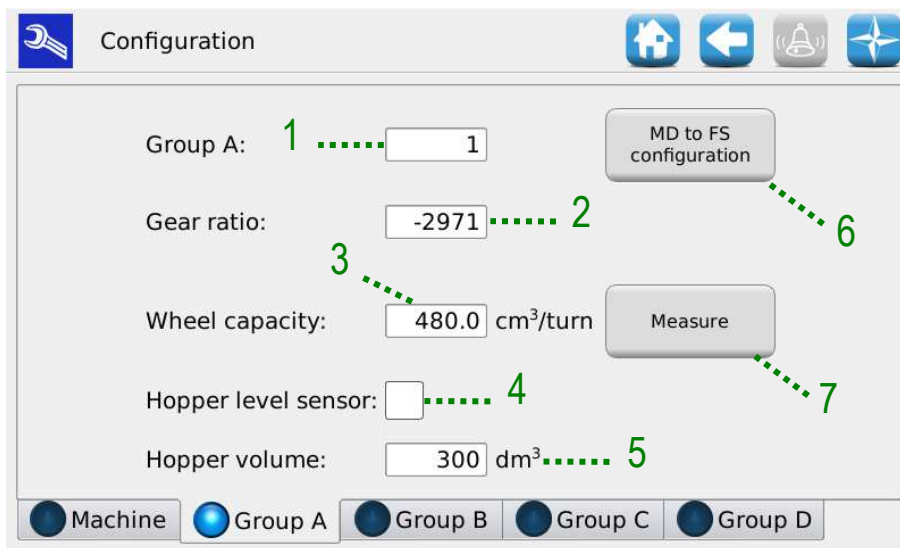 Configuration
Group A: 1 1
MD to FS
configuration
6
Gear ratio: -2971 2
3
Wheel capacity: 480.0 cm³/turn Measure
7
Hopper level sensor: 4
Hopper volume: 300 dm³ 5
Machine Group A Group B Group C Group D